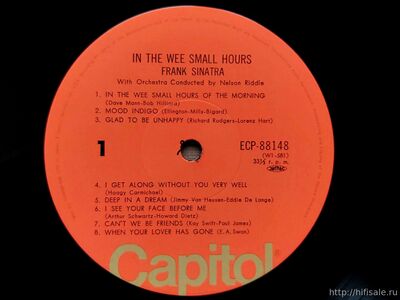 IN THE WEE SMALL HOURS
FRANK SINATRA
With Orchestra Conducted by Nelson Riddle
1. IN THE WEE SMALL HOURS OF THE MORNING
(Dave Mann-Bob Hilliard)
2. MOOD INDIGO (Ellington-Milly-Bigard)
3. GLAD TO BE UNHAPPY (Richard Rodgers-Lorenz Hart)
1
ECP-88148
(W1-581)
33⅓ r. p. m.
4. I GET ALONG WITHOUT YOU VERY WELL
(Hoagy Carmichael)
5. DEEP IN A DREAM (Jimmy Van Heusen-Eddie De Lange)
6. I SEE YOUR FACE BEFORE ME
(Arthur Schwartz-Howard Dietz)
7. CAN'T WE BE FRIENDS (Kay Swift-Paul James)
8. WHEN YOUR LOVER HAS GONE (E. A. Swan)
Capitol®
http://hifisale.ru